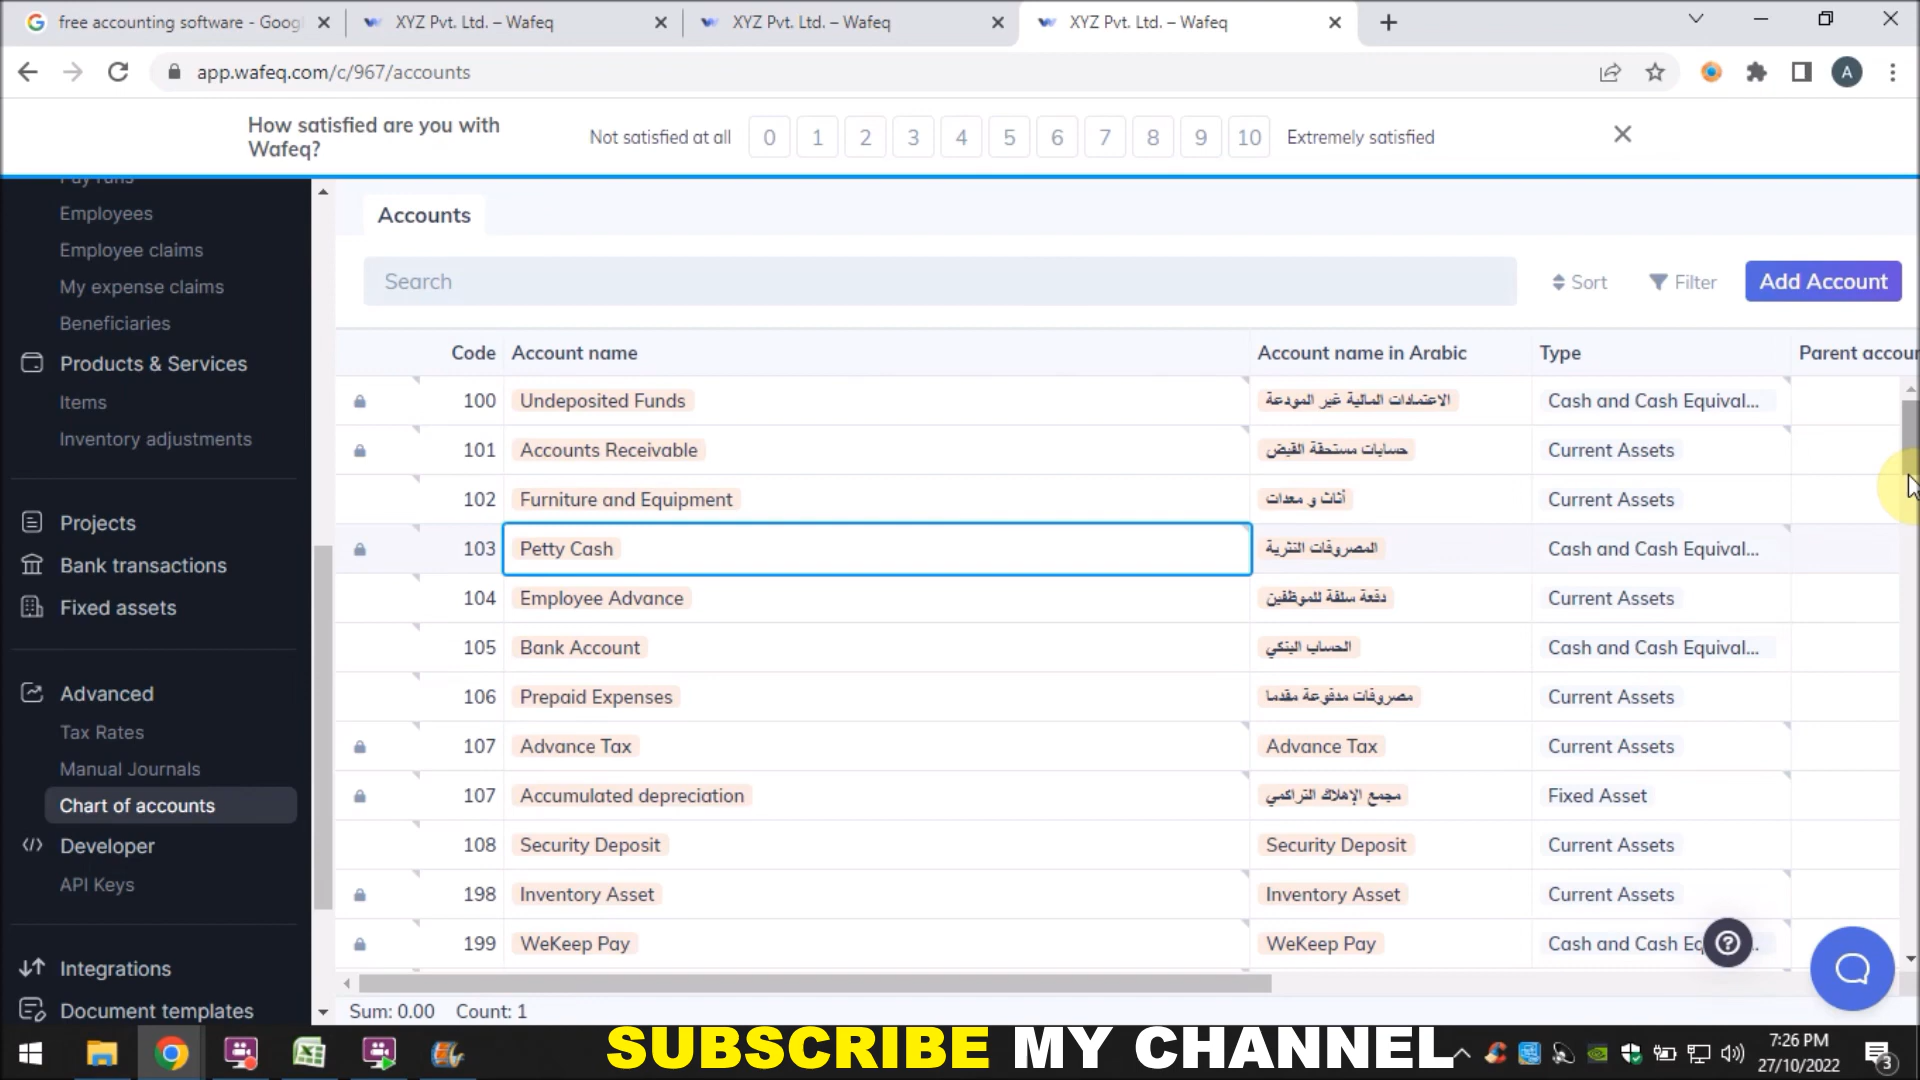 free accounting software - Goog
XYZ Pvt. Ltd. – Wafeq
XYZ Pvt. Ltd. – Wafeq
XYZ Pvt. Ltd. – Wafeq
app.wafeq.com/c/967/accounts
A
How satisfied are you with
Wafeq?
Not satisfied at all
0 1 2 3 4 5 6 7 8 9 10
Extremely satisfied
Employees
Employee claims
My expense claims
Beneficiaries
Products & Services
Items
Inventory adjustments
Projects
Bank transactions
Fixed assets
Advanced
Tax Rates
Manual Journals
Chart of accounts
Developer
API Keys
Integrations
Document templates
Accounts
Search
Sort
Filter
Add Account
Code Account name Account name in Arabic Type Parent accour
100 Undeposited Funds الاعتمادات المالية غير المودعة Cash and Cash Equival...
101 Accounts Receivable حسابات مستحقة القبض Current Assets
102 Furniture and Equipment أثاث و معدات Current Assets
103 Petty Cash المصروفات النثرية Cash and Cash Equival...
104 Employee Advance دفعة سلفة للموظفين Current Assets
105 Bank Account الحساب البنكي Cash and Cash Equival...
106 Prepaid Expenses مصروفات مدفوعة مقدما Current Assets
107 Advance Tax Advance Tax Current Assets
107 Accumulated depreciation مجمع الإهلاك التراكمي Fixed Asset
108 Security Deposit Security Deposit Current Assets
198 Inventory Asset Inventory Asset Current Assets
199 WeKeep Pay WeKeep Pay Cash and Cash Eq
Sum: 0.00 Count: 1
SUBSCRIBE MY CHANNEL
7:26 PM
27/10/2022
3